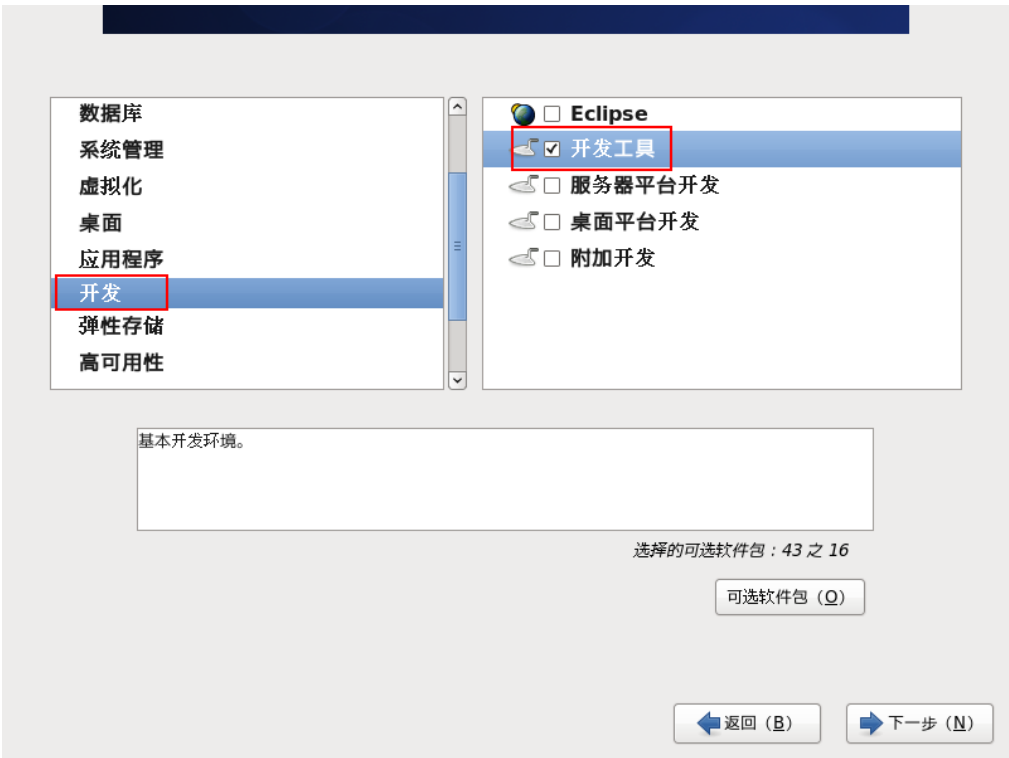 数据库
系统管理
虚拟化
桌面
应用程序
开发
弹性存储
高可用性
Eclipse
开发工具
服务器平台开发
桌面平台开发
附加开发
基本开发环境。
选择的可选软件包：43 之 16
可选软件包（O）
返回（B）
下一步（N）